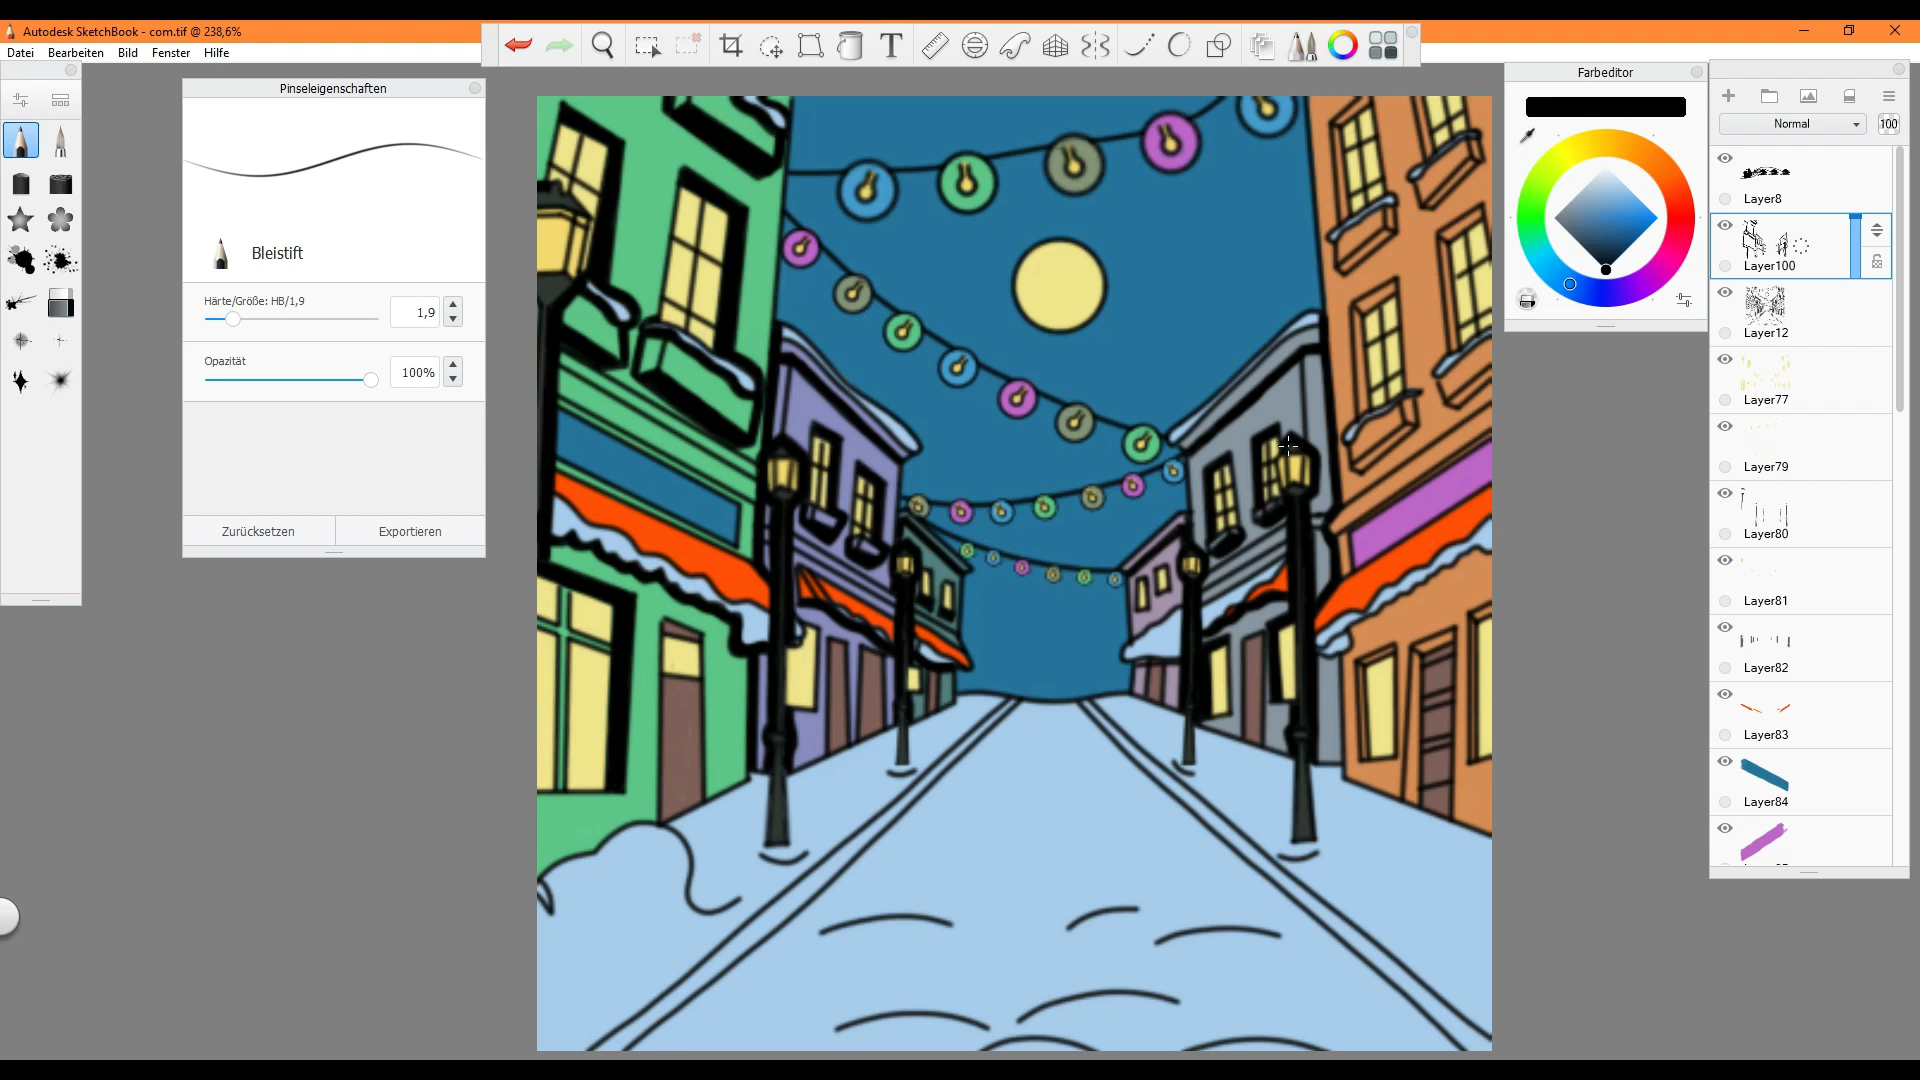 Autodesk SketchBook - com.tif @ 238,6%
Datei Bearbeiten Bild Fenster Hilfe
T
Pinseleigenschaften
Bleistift
Härte/Größe: HB/1,9
1,9
Opazität
100%
Zurücksetzen Exportieren
Farbeditor
Normal 100
Layer8
Layer100
Layer12
Layer77
Layer79
Layer80
Layer81
Layer82
Layer83
Layer84